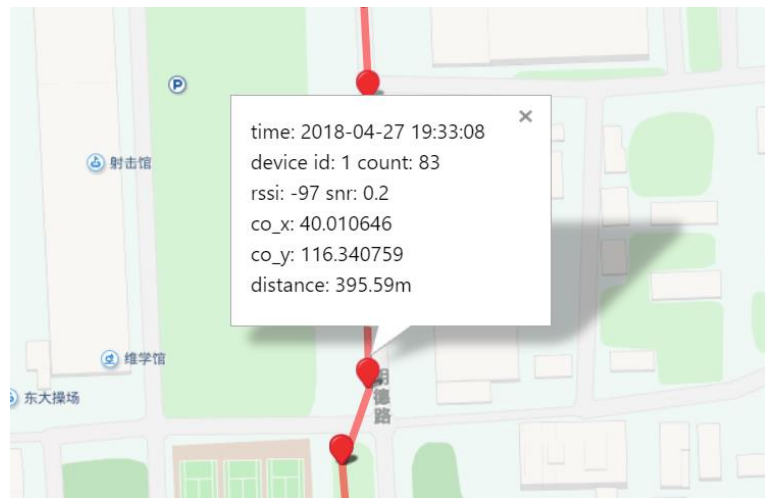 P
time: 2018-04-27 19:33:08
×
device id: 1 count: 83
射击馆
rssi: -97 snr: 0.2
co_x: 40.010646
co_y: 116.340759
distance: 395.59m
维学馆
东大操场
明德路